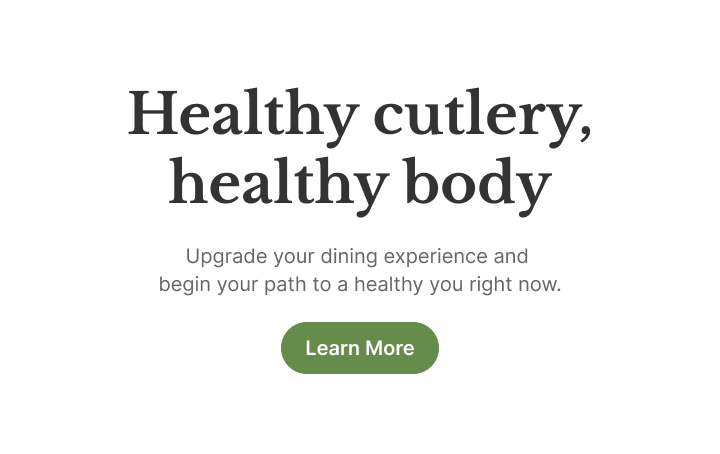 Healthy cutlery,
healthy body
Upgrade your dining experience and
begin your path to a healthy you right now.
Learn More